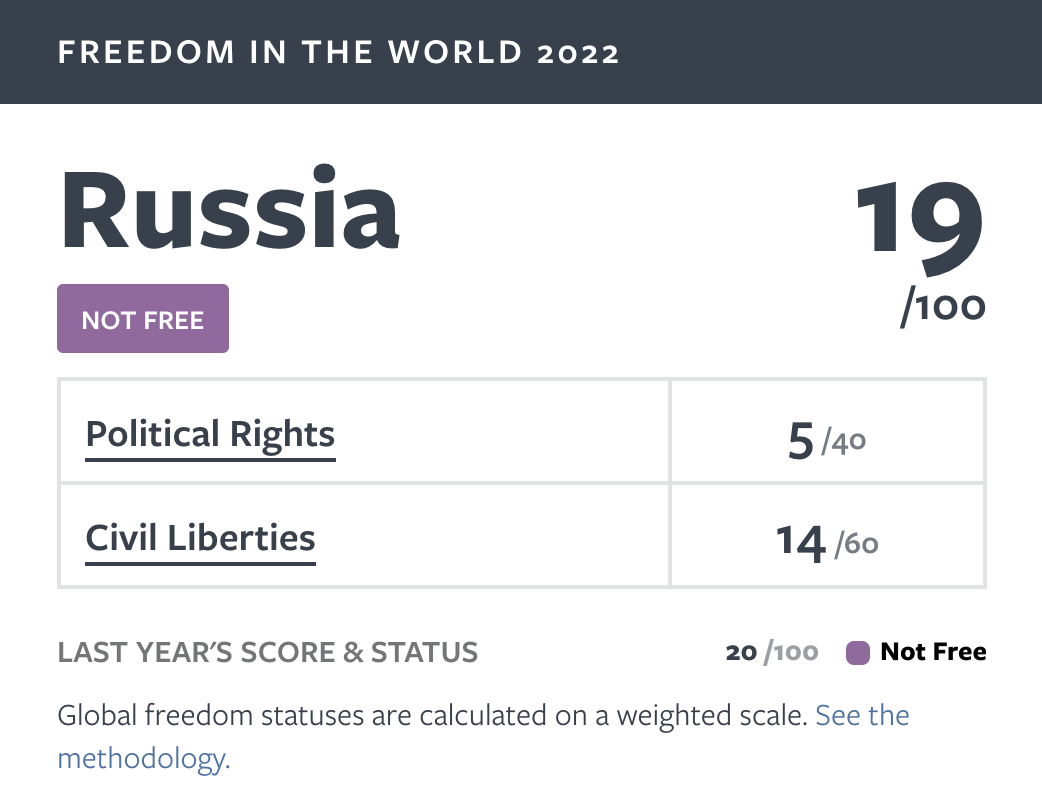 FREEDOM IN THE WORLD 2022
Russia
19
/100
NOT FREE
Political Rights
5 /40
Civil Liberties
14 /60
LAST YEAR'S SCORE & STATUS 20 /100 Not Free
Global freedom statuses are calculated on a weighted scale. See the
methodology.